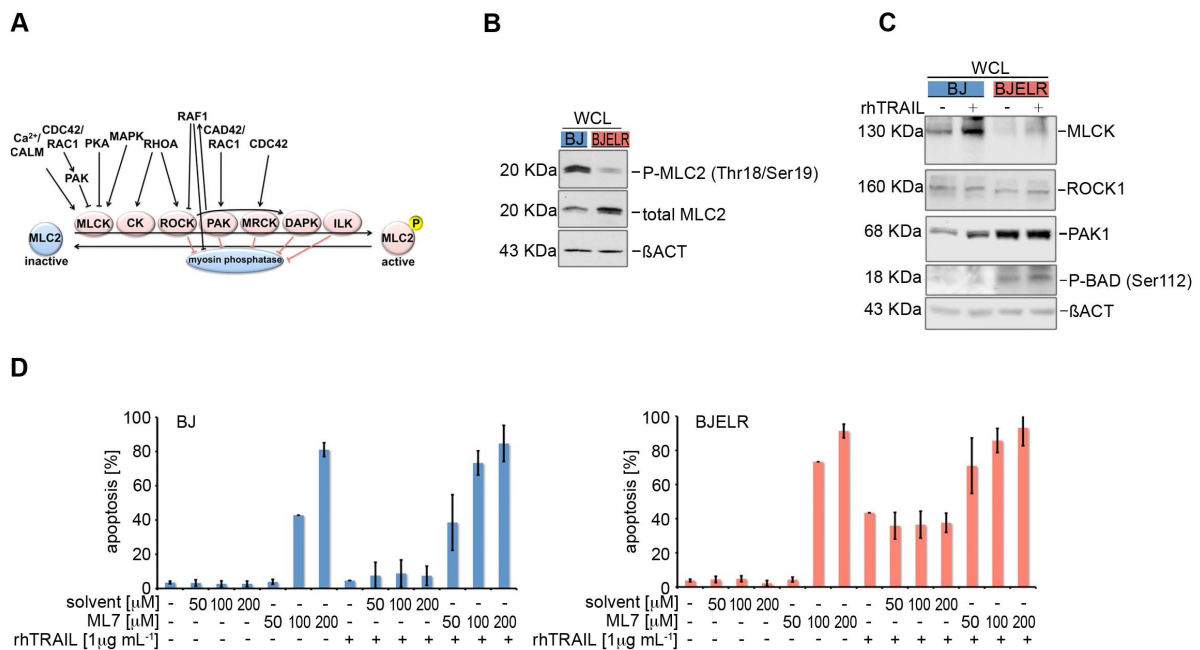 A
RAF1
CDC42/ MAPK CAD42/
Ca²⁺/ RAC1 PKA RHOA RAC1 CDC42
CALM
PAK
MLCK CK ROCK PAK MRCK DAPK ILK P
MLC2 MLC2
inactive myosin phosphatase active
B
WCL
BJ BJELR
20 KDa P-MLC2 (Thr18/Ser19)
20 KDa total MLC2
43 KDa ßACT
C
WCL
BJ BJELR
rhTRAIL - + - +
130 KDa MLCK
160 KDa ROCK1
68 KDa PAK1
18 KDa P-BAD (Ser112)
43 KDa ßACT
D
BJ
apoptosis [%]
100
80
60
40
20
0
solvent [µM] - 50 100 200 - - - - 50 100 200 - - -
ML7 [µM] - - - - 50 100 200 - - - - 50 100 200
rhTRAIL [1µg mL⁻¹] - - - - - - - + + + + + + +
BJELR
apoptosis [%]
100
80
60
40
20
0
solvent [µM] - 50 100 200 - - - - 50 100 200 - - -
ML7 [µM] - - - - 50 100 200 - - - - 50 100 200
rhTRAIL [1µg mL⁻¹] - - - - - - - + + + + + + +